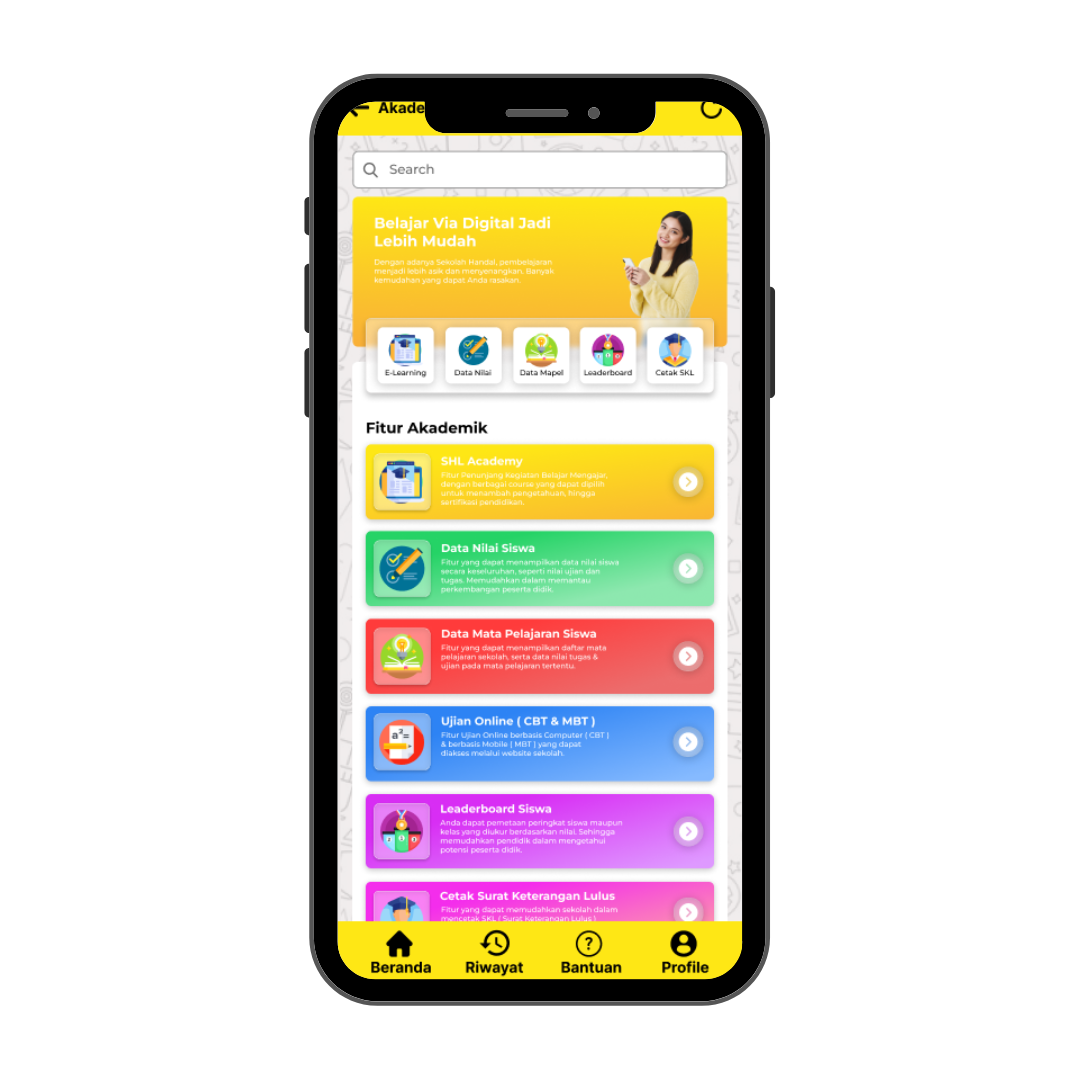 Akade
Search
Belajar Via Digital Jadi
Lebih Mudah
Dengan adanya Sekolah Handal, pembelajaran
menjadi lebih asik dan menyenangkan. Banyak
kemudahan yang dapat Anda rasakan.
E-Learning
Data Nilai
Data Mapel
Leaderboard
Cetak SKL
Fitur Akademik
SHL Academy
Fitur Penunjang Kegiatan Belajar Mengajar,
dengan berbagai course yang dapat dipilih
untuk menambah pengetahuan, hingga
sertifikasi pendidikan.
Data Nilai Siswa
Fitur yang dapat menampilkan data nilai siswa
secara keseluruhan, seperti nilai ujian dan
tugas. Memudahkan dalam memantau
perkembangan peserta didik.
Data Mata Pelajaran Siswa
Fitur yang dapat menampilkan daftar mata
pelajaran sekolah, serta data nilai tugas &
ujian pada mata pelajaran tertentu.
a²=
Ujian Online ( CBT & MBT )
Fitur Ujian Online berbasis Computer ( CBT )
& berbasis Mobile ( MBT ) yang dapat
diakses melalui website sekolah.
Leaderboard Siswa
Anda dapat pemetaan peringkat siswa maupun
kelas yang diukur berdasarkan nilai. Sehingga
memudahkan pendidik dalam mengetahui
potensi peserta didik.
Cetak Surat Keterangan Lulus
Fitur yang dapat memudahkan sekolah dalam
mencetak SKL ( Surat Keterangan Lulus )
Beranda
Riwayat
Bantuan
Profile